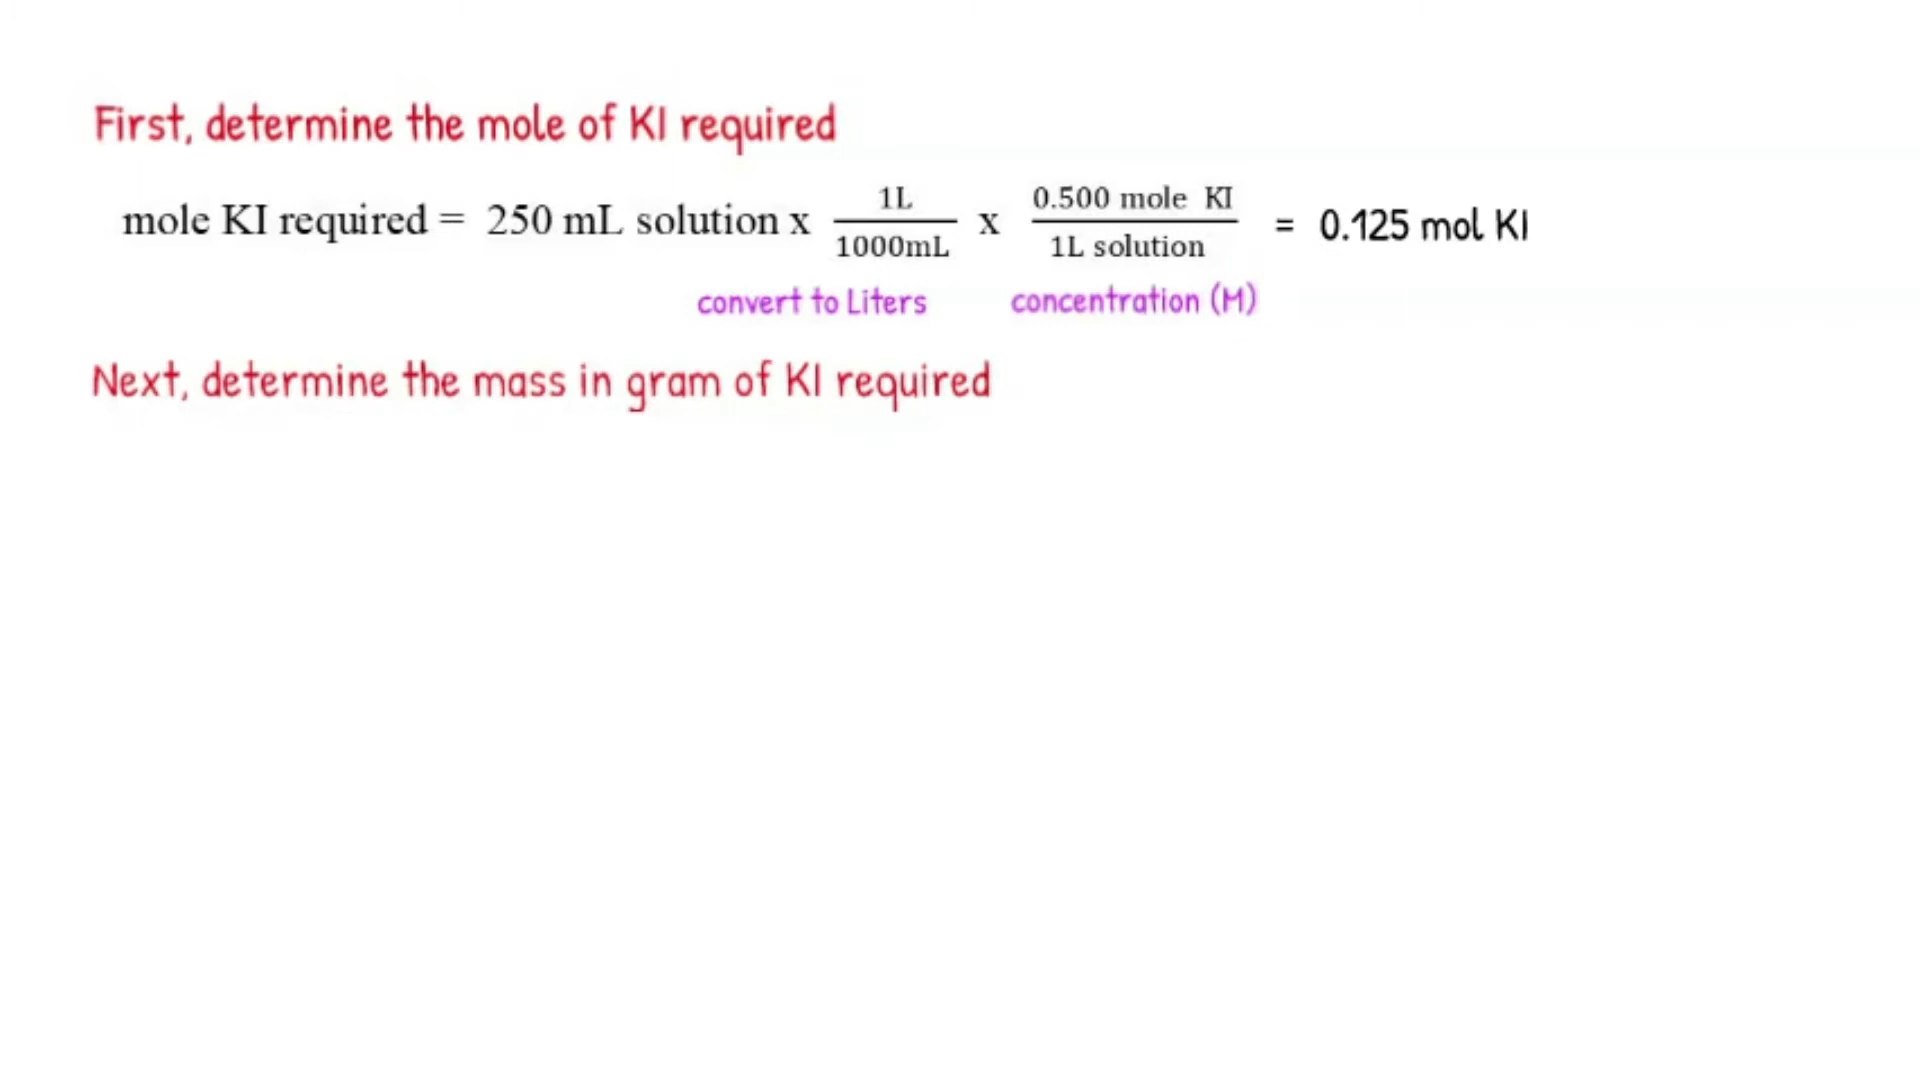 First, determine the mole of KI required
mole KI required = 250 mL solution x 1L/1000mL x 0.500 mole KI/1L solution = 0.125 mol KI
convert to Liters concentration (M)
Next, determine the mass in gram of KI required